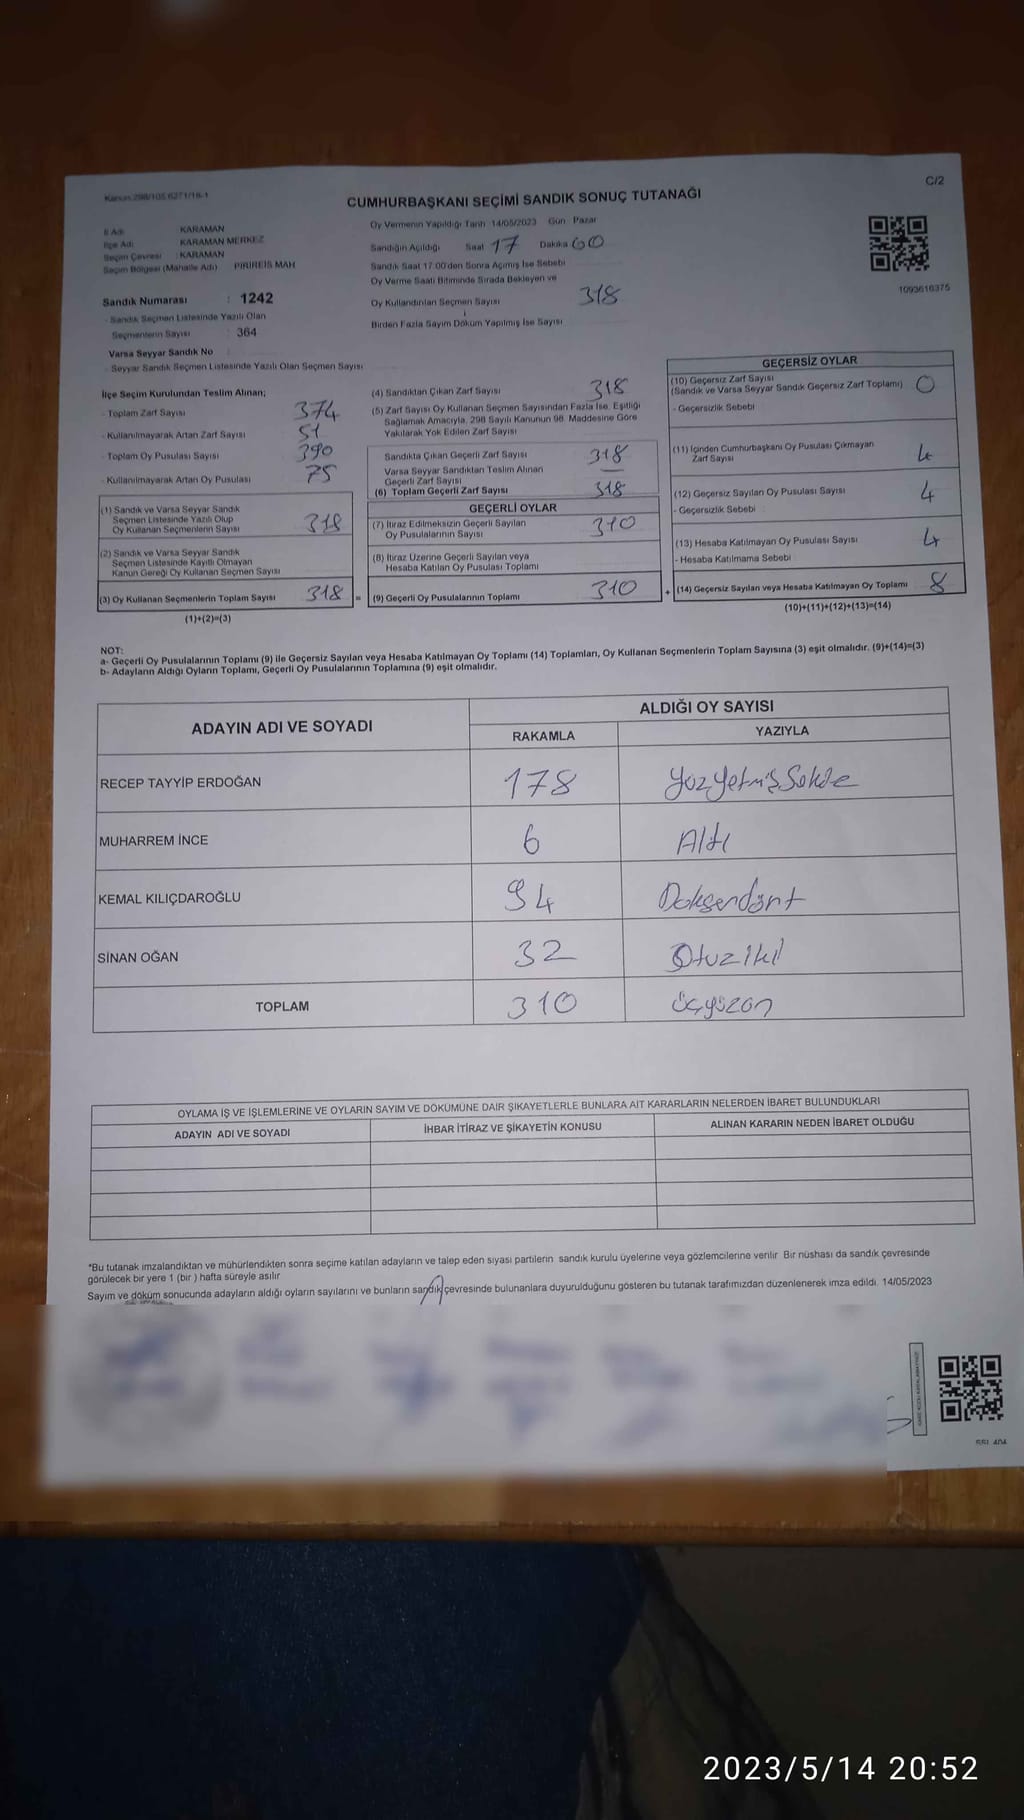 Kanun:298/105 6271/18-1
C/2
CUMHURBAŞKANI SEÇİMİ SANDIK SONUÇ TUTANAĞI
İl Adı KARAMAN
İlçe Adı KARAMAN MERKEZ
Seçim Çevresi : KARAMAN
Seçim Bölgesi (Mahalle Adı) PİRİREİS MAH
Sandık Numarası : 1242
- Sandık Seçmen Listesinde Yazılı Olan
Seçmenlerin Sayısı : 364
Varsa Seyyar Sandık No :
- Seyyar Sandık Seçmen Listesinde Yazılı Olan Seçmen Sayısı
Oy Vermenin Yapıldığı Tarih 14/05/2023 Gün Pazar
Sandığın Açıldığı Saat 17 Dakika 00
Sandık Saat 17.00'den Sonra Açmış İse Sebebi
Oy Verme Saati Bitiminde Sırada Bekleyen ve
Oy Kullandırılan Seçmen Sayısı 318
Birden Fazla Sayım Döküm Yapılmış İse Sayısı
1093616375
İlçe Seçim Kurulundan Teslim Alınan;
- Toplam Zarf Sayısı 374
- Kullanılmayarak Artan Zarf Sayısı 51
- Toplam Oy Pusulası Sayısı 390
- Kullanılmayarak Artan Oy Pusulası 75
(1) Sandık ve Varsa Seyyar Sandık
Seçmen Listesinde Yazılı Olup
Oy Kullanan Seçmenlerin Sayısı 318
(2) Sandık ve Varsa Seyyar Sandık
Seçmen Listesinde Kayıtlı Olmayan
Kanun Gereği Oy Kullanan Seçmen Sayısı
(3) Oy Kullanan Seçmenlerin Toplam Sayısı 318 =
(1)+(2)=(3)
(4) Sandıktan Çıkan Zarf Sayısı 318
(5) Zarf Sayısı Oy Kullanan Seçmen Sayısından Fazla İse, Eşitliği
Sağlamak Amacıyla, 298 Sayılı Kanunun 98. Maddesine Göre
Yakılarak Yok Edilen Zarf Sayısı
Sandıkta Çıkan Geçerli Zarf Sayısı 318
Varsa Seyyar Sandıktan Teslim Alınan
Geçerli Zarf Sayısı —
(6) Toplam Geçerli Zarf Sayısı 318
GEÇERLİ OYLAR
(7) İtiraz Edilmeksizin Geçerli Sayılan
Oy Pusulasının Sayısı 310
(8) İtiraz Üzerine Geçerli Sayılan veya
Hesaba Katılan Oy Pusulası Toplamı
(9) Geçerli Oy Pusulalarının Toplamı 310 +
GEÇERSİZ OYLAR
(10) Geçersiz Zarf Sayısı
(Sandık ve Varsa Seyyar Sandık Geçersiz Zarf Toplamı) 0
- Geçersizlik Sebebi
(11) İçinden Cumhurbaşkanı Oy Pusulası Çıkmayan
Zarf Sayısı 4
(12) Geçersiz Sayılan Oy Pusulası Sayısı 4
- Geçersizlik Sebebi
(13) Hesaba Katılmayan Oy Pusulası Sayısı 4
- Hesaba Katılmama Sebebi
(14) Geçersiz Sayılan veya Hesaba Katılmayan Oy Toplamı 8
(10)+(11)+(12)+(13)=(14)
NOT:
a- Geçerli Oy Pusulalarının Toplamı (9) ile Geçersiz Sayılan veya Hesaba Katılmayan Oy Toplamı (14) Toplamları, Oy Kullanan Seçmenlerin Toplam Sayısına (3) eşit olmalıdır. (9)+(14)=(3)
b- Adayların Aldığı Oyların Toplamı, Geçerli Oy Pusulalarının Toplamına (9) eşit olmalıdır.
ADAYIN ADI VE SOYADI
ALDIĞI OY SAYISI
RAKAMLA YAZIYLA
RECEP TAYYİP ERDOĞAN 178 YüzYetmişSekiz
MUHARREM İNCE 6 Altı
KEMAL KILIÇDAROĞLU 94 Doksandört
SİNAN OĞAN 32 Otuziki
TOPLAM 310 üçyüzon
OYLAMA İŞ VE İŞLEMLERİNE VE OYLARIN SAYIM VE DÖKÜMÜNE DAİR ŞİKAYETLERLE BUNLARA AİT KARARLARIN NELERDEN İBARET BULUNDUKLARI
ADAYIN ADI VE SOYADI İHBAR İTİRAZ VE ŞİKAYETİN KONUSU ALINAN KARARIN NEDEN İBARET OLDUĞU
*Bu tutanak imzalandıktan ve mühürlendikten sonra seçime katılan adayların ve talep eden siyasi partilerin sandık kurulu üyelerine veya gözlemcilerine verilir Bir nüshası da sandık çevresinde
görülecek bir yere 1 (bir ) hafta süreyle asılır
Sayım ve döküm sonucunda adayların aldığı oyların sayılarını ve bunların sandık çevresinde bulunanlara duyurulduğunu gösteren bu tutanak tarafımızdan düzenlenerek imza edildi. 14/05/2023
2023/5/14 20:52